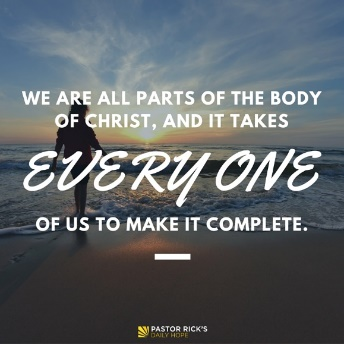 WE ARE ALL PARTS OF THE BODY
OF CHRIST, AND IT TAKES
EVERY ONE
OF US TO MAKE IT COMPLETE.
PASTOR RICK'S
DAILY HOPE